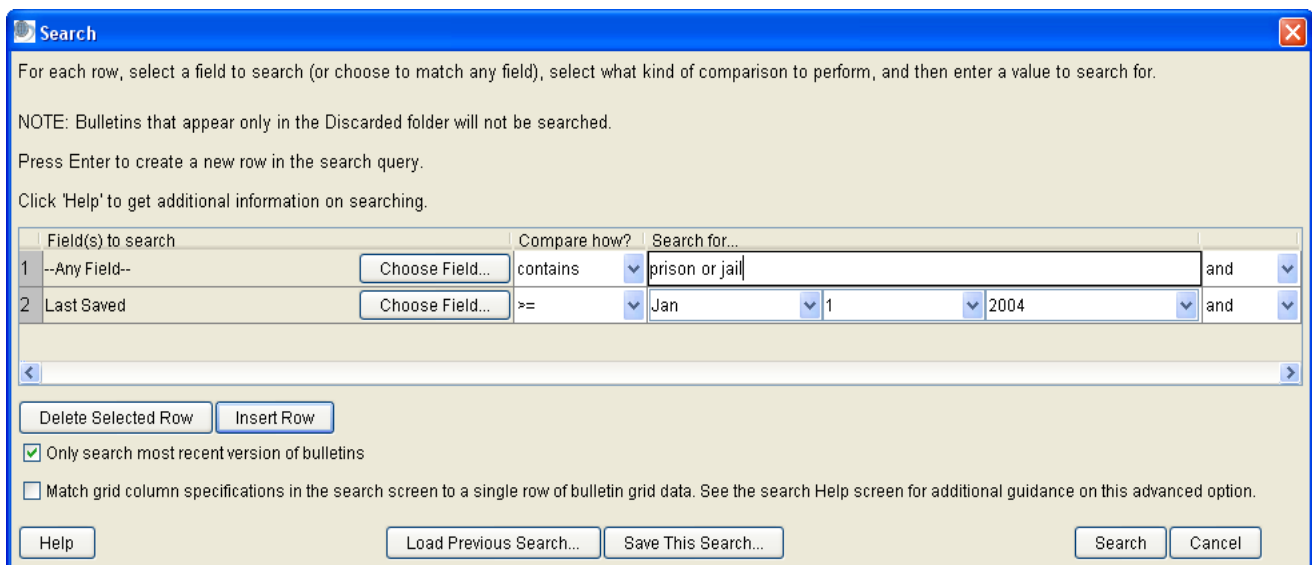 Search
For each row, select a field to search (or choose to match any field), select what kind of comparison to perform, and then enter a value to search for.
NOTE: Bulletins that appear only in the Discarded folder will not be searched.
Press Enter to create a new row in the search query.
Click 'Help' to get additional information on searching.
Field(s) to search Compare how? Search for...
1 --Any Field-- Choose Field... contains prison or jail and
2 Last Saved Choose Field... >= Jan 1 2004 and
Delete Selected Row Insert Row
Only search most recent version of bulletins
Match grid column specifications in the search screen to a single row of bulletin grid data. See the search Help screen for additional guidance on this advanced option.
Help Load Previous Search... Save This Search... Search Cancel